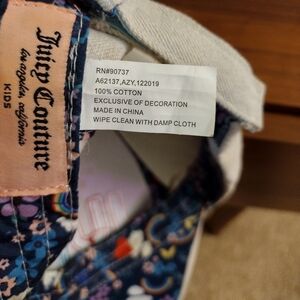 Juicy Couture
los angeles, california
KIDS
RN#90737
A62137,AZY,122019
100% COTTON
EXCLUSIVE OF DECORATION
MADE IN CHINA
WIPE CLEAN WITH DAMP CLOTH